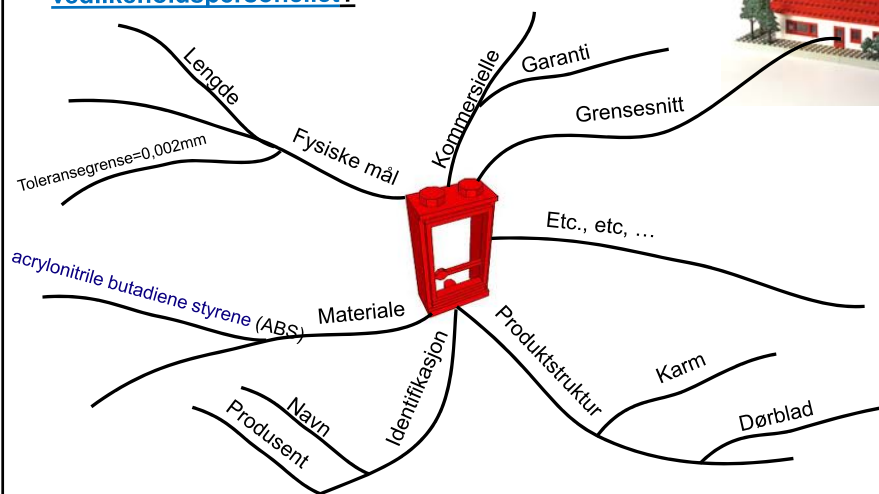 Lengde
Toleransegrense=0,002mm
Fysiske mål
Kommersielle
Garanti
Grensesnitt
Etc., etc, …
acrylonitrile butadiene styrene (ABS)
Materiale
Identifikasjon
Navn
Produsent
Produktstruktur
Karm
Dørblad